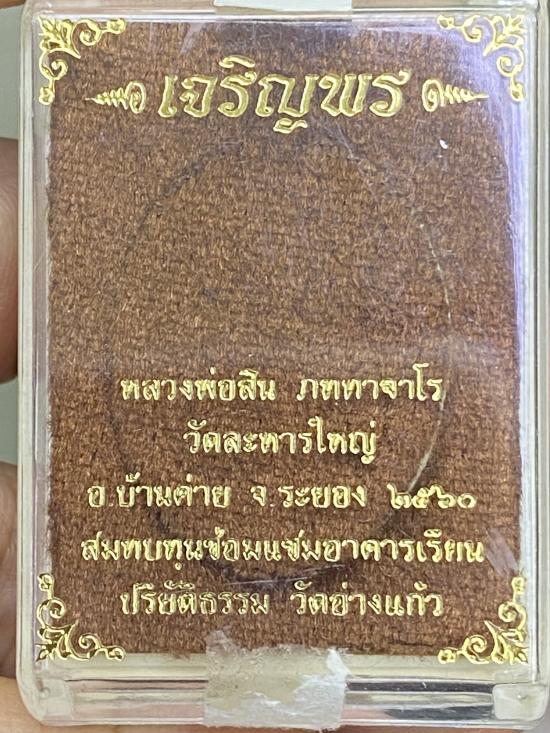 เจริญพร
หลวงพ่อสิน ภททาจาโร
วัดละหารใหญ่
อ.บ้านค่าย จ.ระยอง ๒๕๖๐
สมทบทุนซ่อมแซมอาคารเรียน
ปริยัติธรรม วัดย่างแก้ว